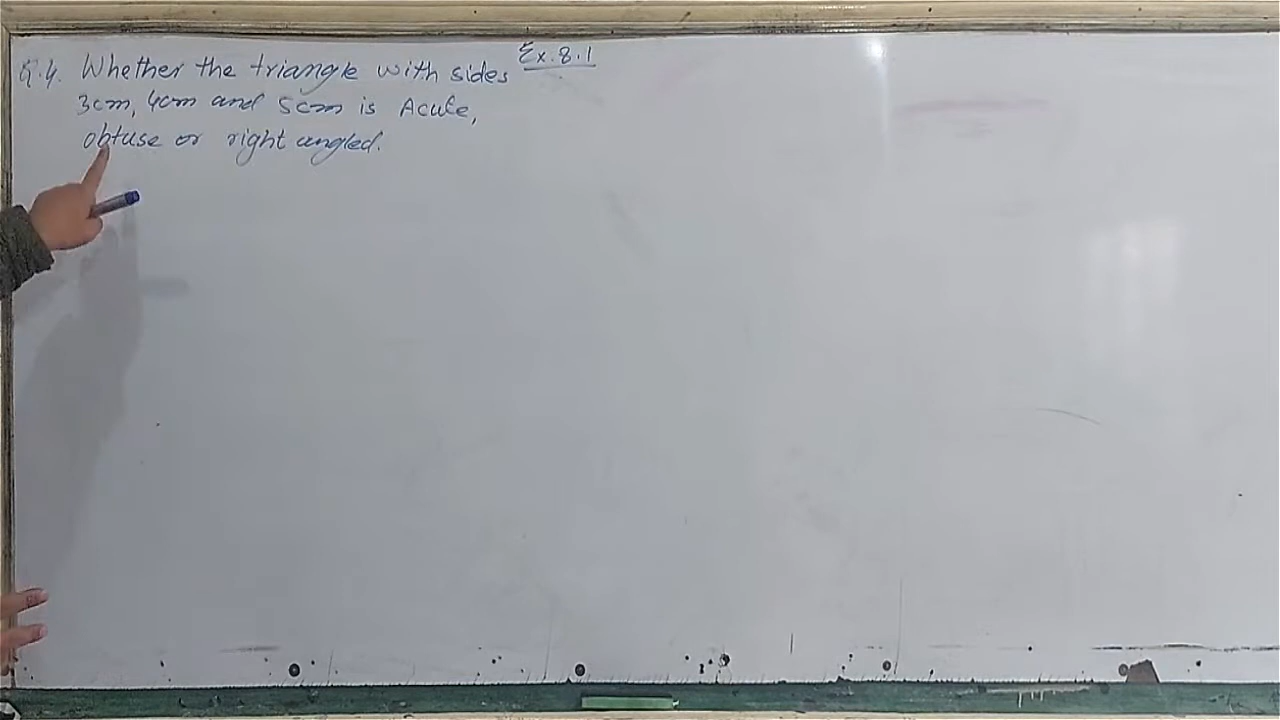 Ex.8.1
Q.4. Whether the triangle with sides
3cm, 4cm and 5cm is Acute,
obtuse or right angled.